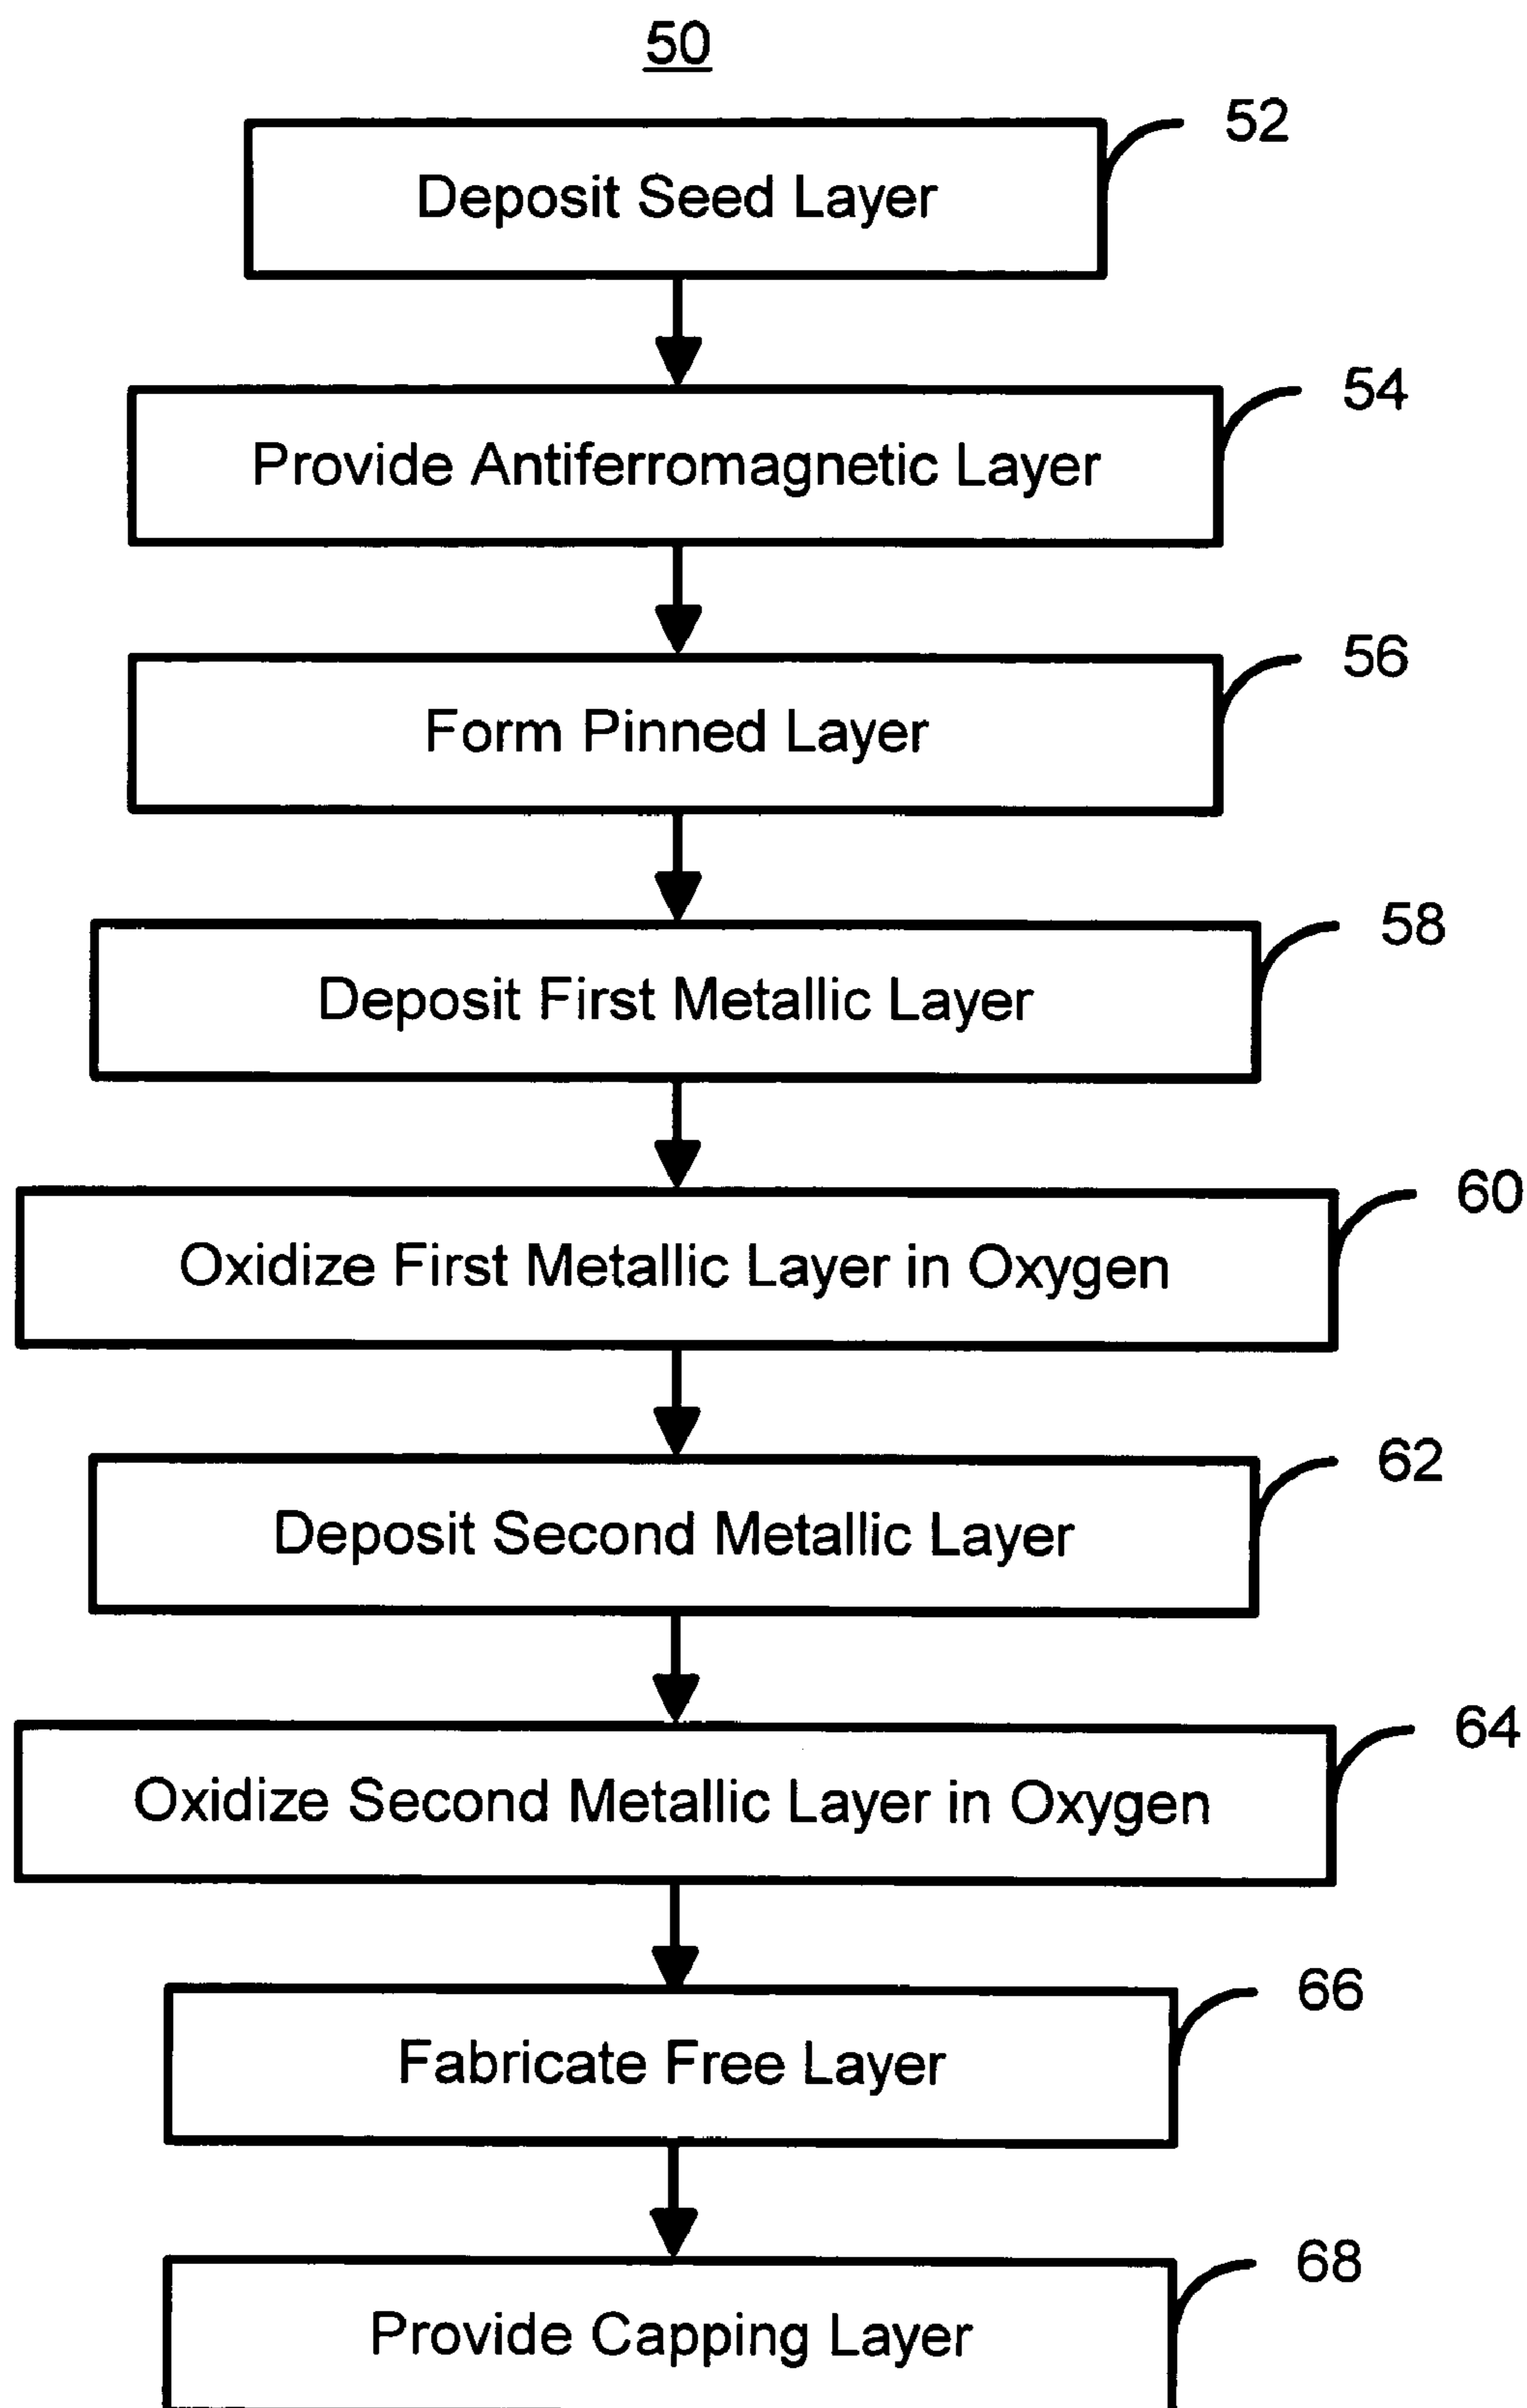 50
52
Deposit Seed Layer
54
Provide Antiferromagnetic Layer
56
Form Pinned Layer
58
Deposit First Metallic Layer
60
Oxidize First Metallic Layer in Oxygen
62
Deposit Second Metallic Layer
64
Oxidize Second Metallic Layer in Oxygen
66
Fabricate Free Layer
68
Provide Capping Layer